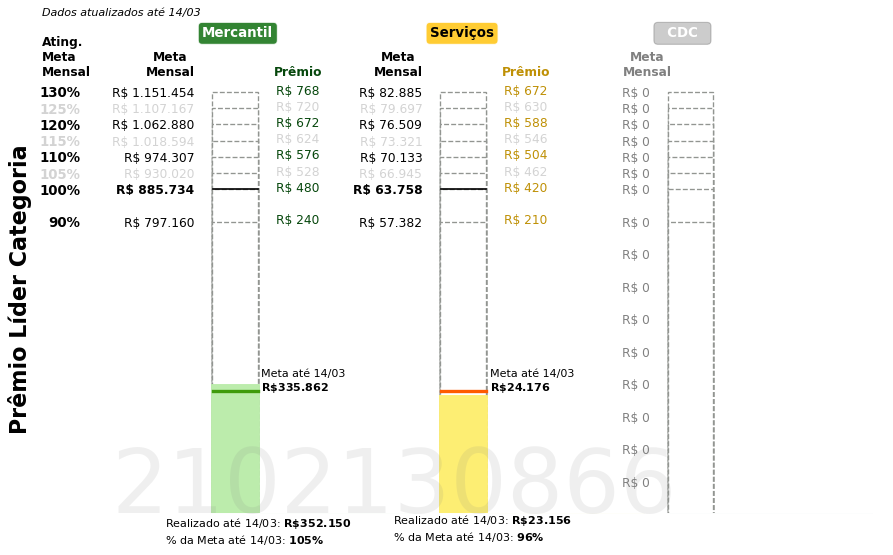 Dados atualizados até 14/03
Mercantil Serviços CDC
Ating. Meta Mensal
Meta Mensal Prêmio Meta Mensal Prêmio Meta Mensal
130% R$ 1.151.454 R$ 768 R$ 82.885 R$ 672 R$ 0
125% R$ 1.107.167 R$ 720 R$ 79.697 R$ 630 R$ 0
120% R$ 1.062.880 R$ 672 R$ 76.509 R$ 588 R$ 0
115% R$ 1.018.594 R$ 624 R$ 73.321 R$ 546 R$ 0
110% R$ 974.307 R$ 576 R$ 70.133 R$ 504 R$ 0
105% R$ 930.020 R$ 528 R$ 66.945 R$ 462 R$ 0
100% R$ 885.734 R$ 480 R$ 63.758 R$ 420 R$ 0
90% R$ 797.160 R$ 240 R$ 57.382 R$ 210 R$ 0
R$ 0
R$ 0
R$ 0
R$ 0
R$ 0
R$ 0
R$ 0
R$ 0
Prêmio Líder Categoria
Meta até 14/03 Meta até 14/03
R$335.862 R$24.176
2102130866
Realizado até 14/03: R$352.150 Realizado até 14/03: R$23.156
% da Meta até 14/03: 105% % da Meta até 14/03: 96%